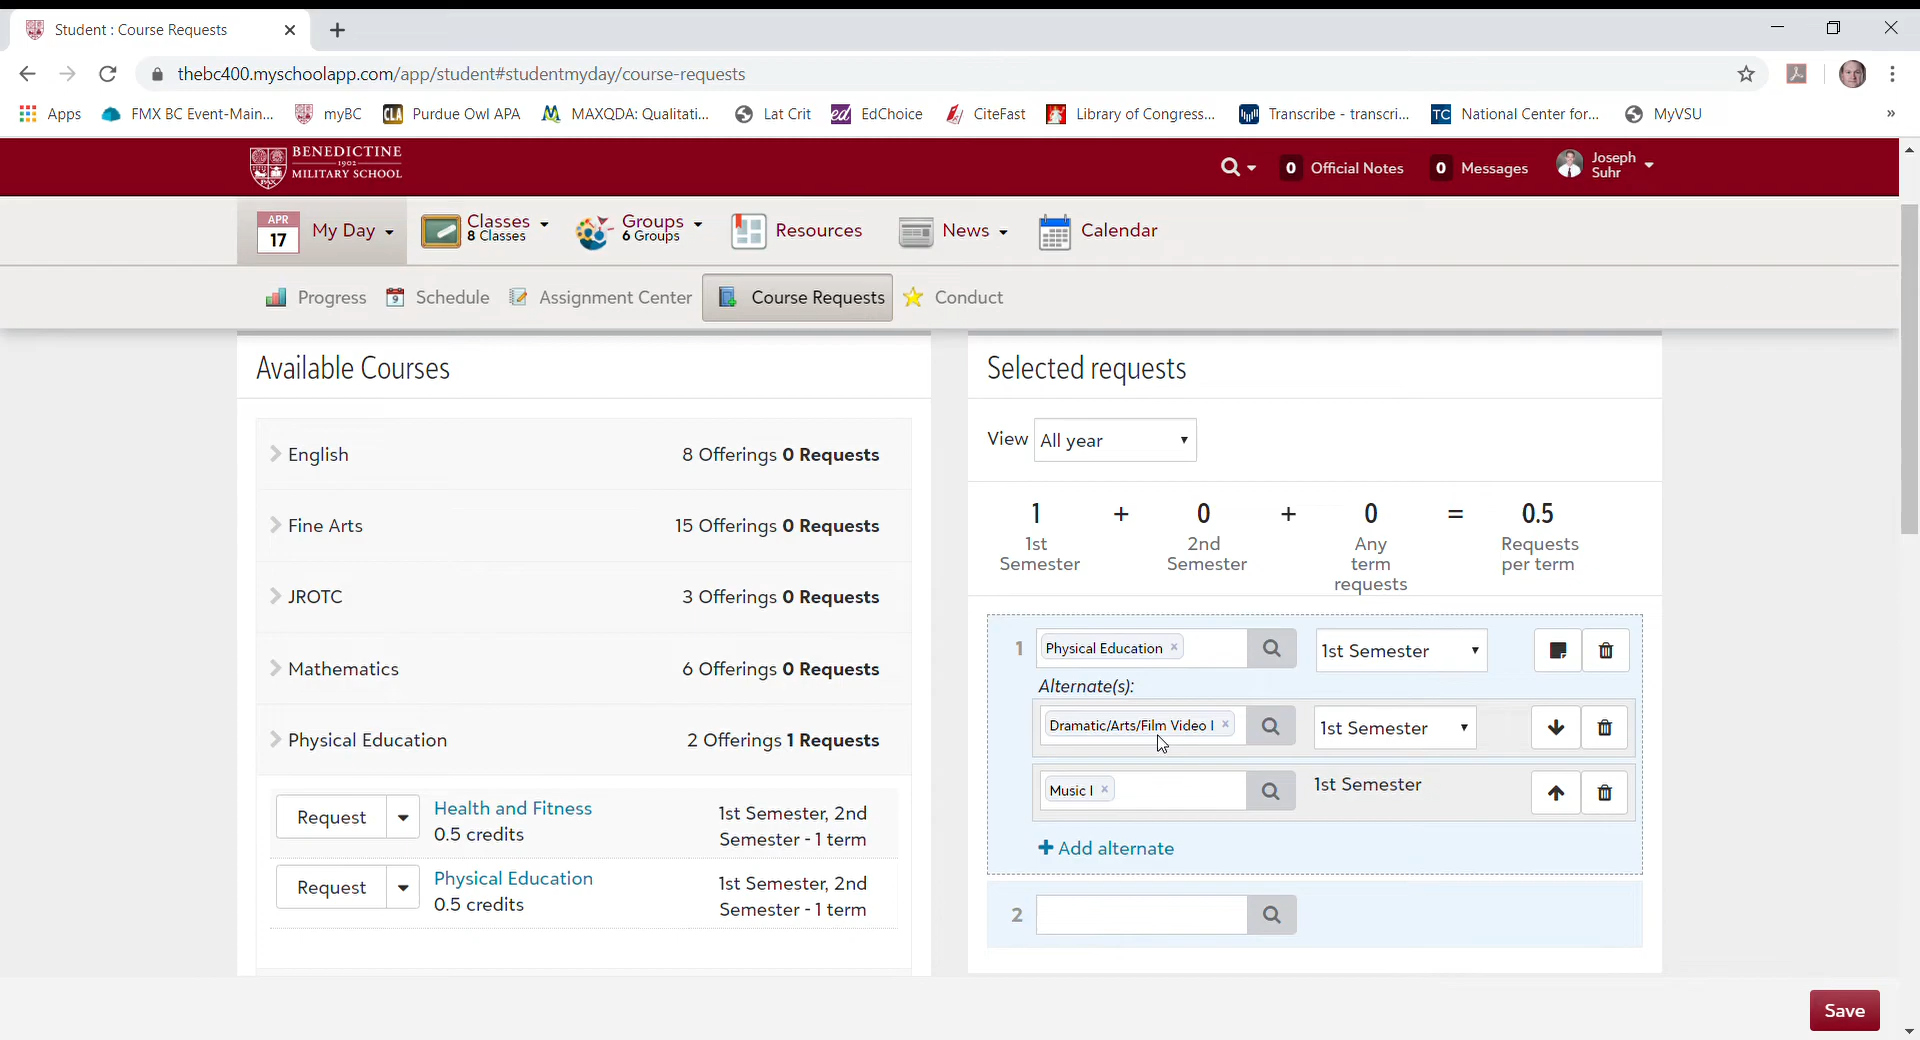 Student : Course Requests
thebc400.myschoolapp.com/app/student#studentmyday/course-requests
Apps FMX BC Event-Main... myBC CLA Purdue Owl APA MAXQDA: Qualitati... Lat Crit ed EdChoice CiteFast Library of Congress... Transcribe - transcri... TC National Center for... MyVSU »
BENEDICTINE
1902
MILITARY SCHOOL
0 Official Notes 0 Messages Joseph
Suhr
APR
17 My Day Classes
8 Classes
Groups
6 Groups
Resources News Calendar
Progress 9 Schedule Assignment Center Course Requests Conduct
Available Courses
English 8 Offerings 0 Requests
Fine Arts 15 Offerings 0 Requests
JROTC 3 Offerings 0 Requests
Mathematics 6 Offerings 0 Requests
Physical Education 2 Offerings 1 Requests
Request Health and Fitness 1st Semester, 2nd
0.5 credits Semester - 1 term
Request Physical Education 1st Semester, 2nd
0.5 credits Semester - 1 term
Selected requests
View All year
1 + 0 + 0 = 0.5
1st 2nd Any Requests
Semester Semester term per term
requests
1 Physical Education × 1st Semester
Alternate(s):
Dramatic/Arts/Film Video I × 1st Semester
Music I × 1st Semester
+ Add alternate
2
Save